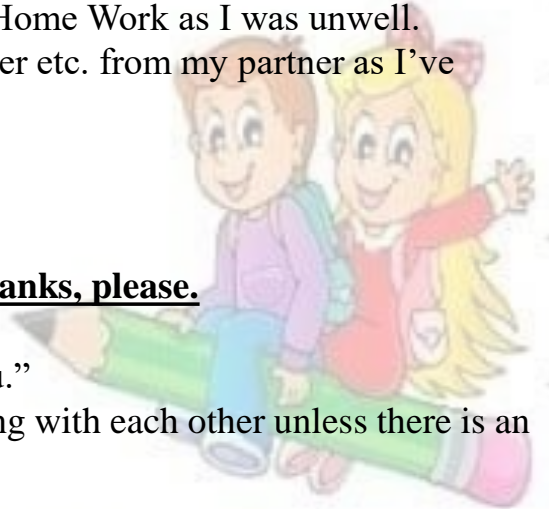 Home Work as I was unwell.
er etc. from my partner as I’ve
anks, please.
.”
ng with each other unless there is an